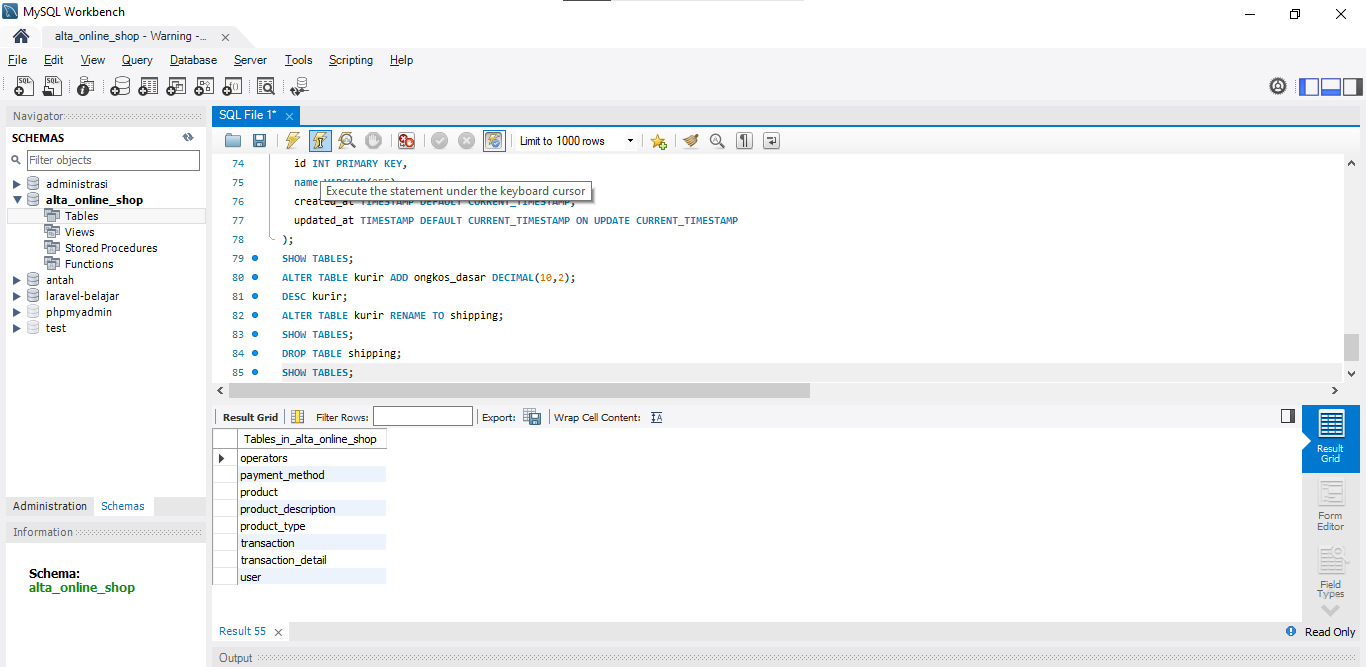 MySQL Workbench
alta_online_shop - Warning -...
File Edit View Query Database Server Tools Scripting Help
Navigator
SCHEMAS
Filter objects
administrasi
alta_online_shop
Tables
Views
Stored Procedures
Functions
antah
laravel-belajar
phpmyadmin
test
Administration Schemas
Information
Schema:
alta_online_shop
SQL File 1*
Limit to 1000 rows
74 id INT PRIMARY KEY,
75 name VARCHAR(255),
Execute the statement under the keyboard cursor
76 created_at TIMESTAMP DEFAULT CURRENT_TIMESTAMP,
77 updated_at TIMESTAMP DEFAULT CURRENT_TIMESTAMP ON UPDATE CURRENT_TIMESTAMP
78 );
79 SHOW TABLES;
80 ALTER TABLE kurir ADD ongkos_dasar DECIMAL(10,2);
81 DESC kurir;
82 ALTER TABLE kurir RENAME TO shipping;
83 SHOW TABLES;
84 DROP TABLE shipping;
85 SHOW TABLES;
Result Grid Filter Rows: Export: Wrap Cell Content:
Tables_in_alta_online_shop
operators
payment_method
product
product_description
product_type
transaction
transaction_detail
user
Result Grid
Form Editor
Field Types
Result 55
Read Only
Output